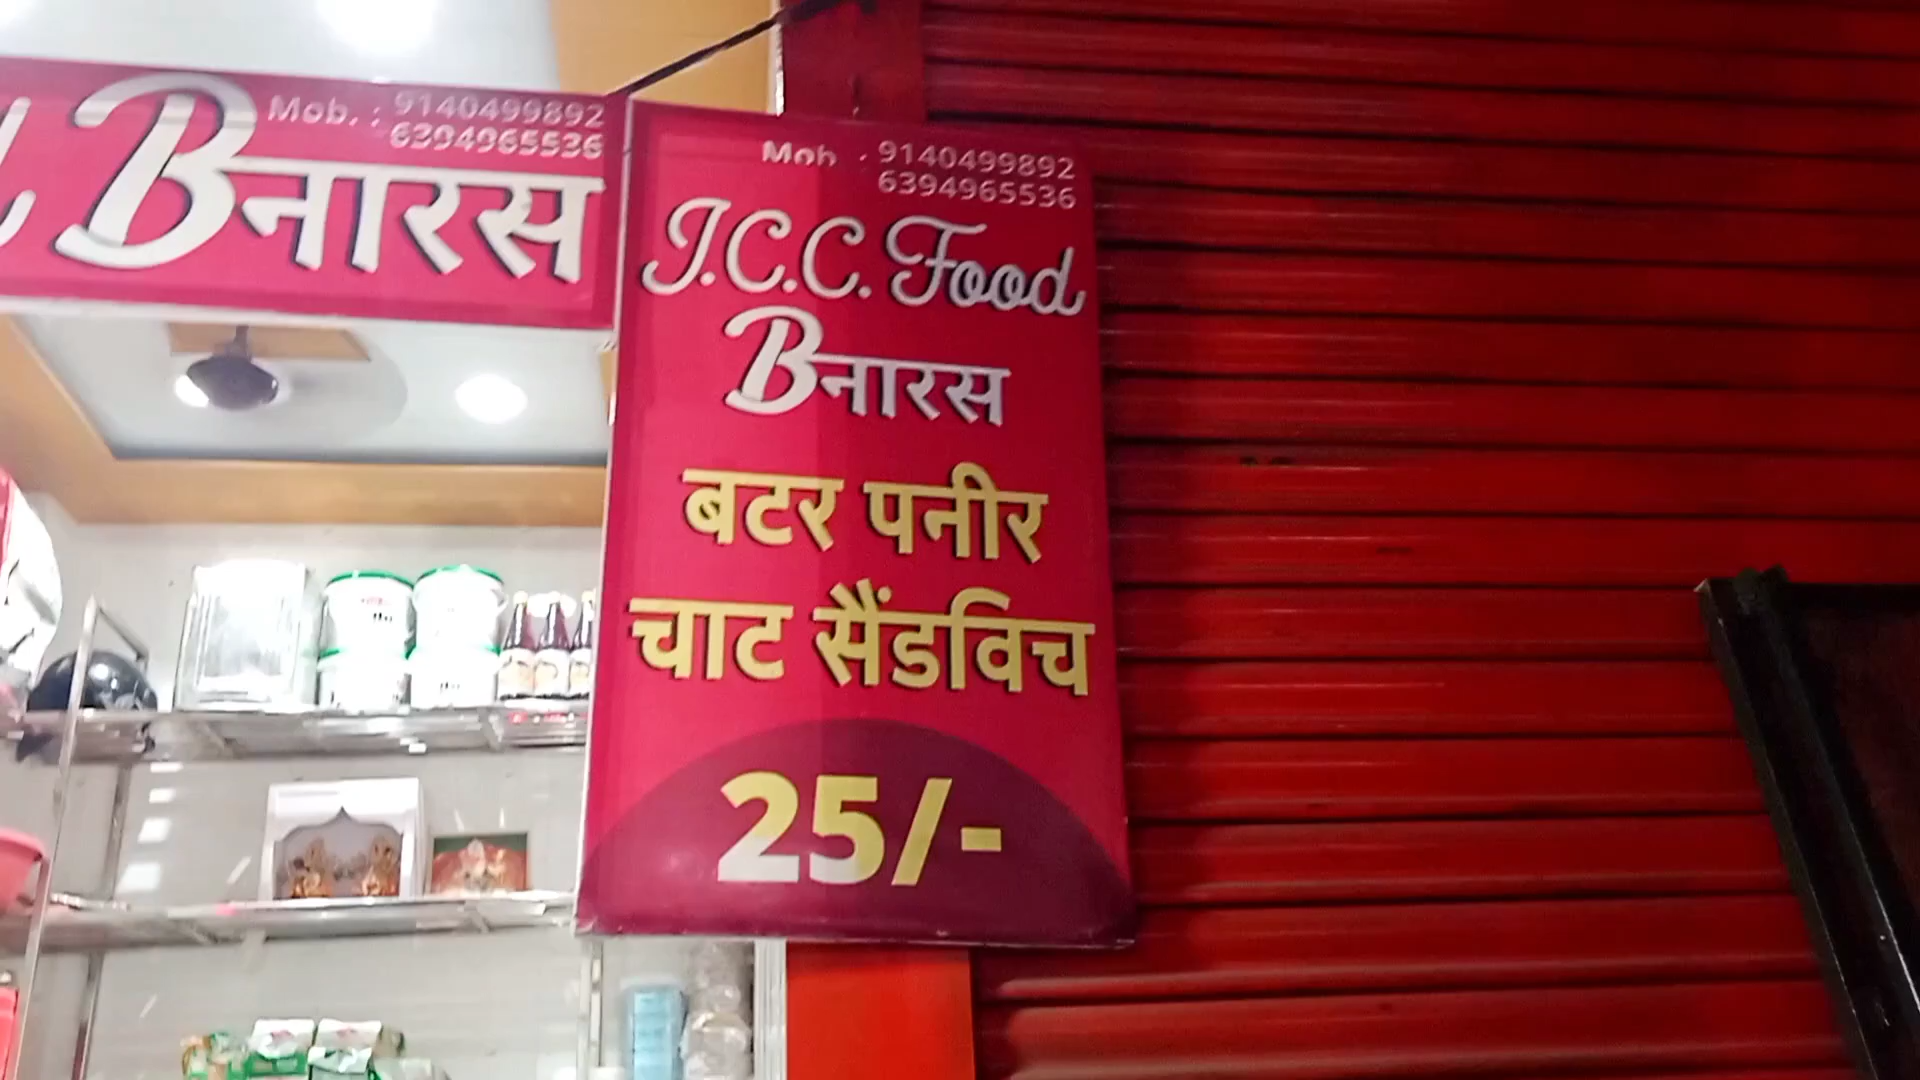 Bनारस
Mob. : 9140499892
6394965536
Mob. : 9140499892
6394965536
J.C.C. Food
Bनारस
बटर पनीर
चाट सैंडविच
25/-